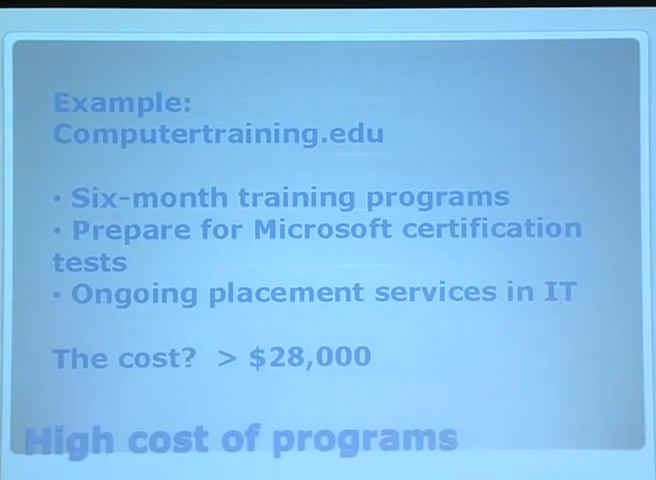 Example:
Computertraining.edu
• Six-month training programs
• Prepare for Microsoft certification
tests
• Ongoing placement services in IT
The cost?  > $28,000
High cost of programs